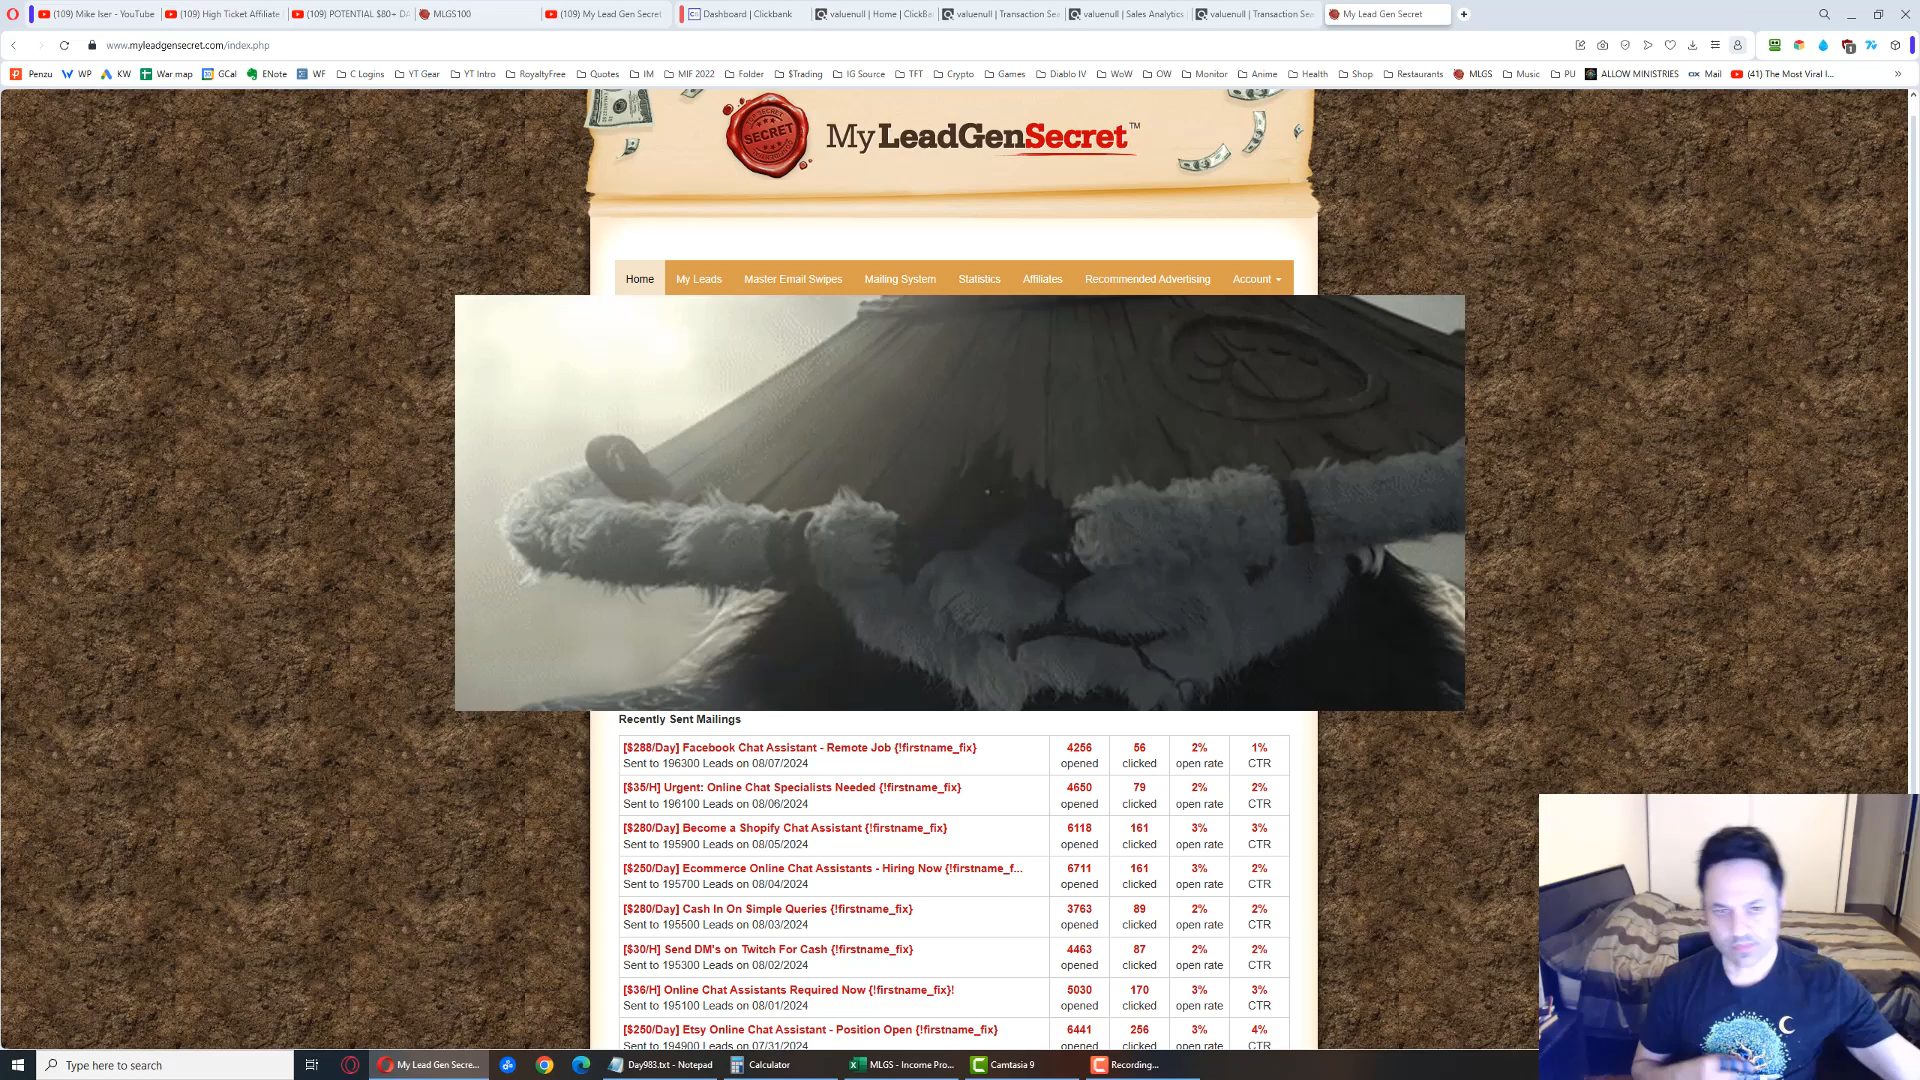 (109) Mike Iser - YouTube
(109) High Ticket Affiliate
(109) POTENTIAL $80+ DA
MLGS100
(109) My Lead Gen Secret
Dashboard | Clickbank
valuenull | Home | ClickBa
valuenull | Transaction Sea
valuenull | Sales Analytics
valuenull | Transaction Sea
My Lead Gen Secret
www.myleadgensecret.com/index.php
Penzu
WP
KW
War map
GCal
ENote
WF
C Logins
YT Gear
YT Intro
RoyaltyFree
Quotes
IM
MIF 2022
Folder
$Trading
IG Source
TFT
Crypto
Games
Diablo IV
WoW
OW
Monitor
Anime
Health
Shop
Restaurants
MLGS
Music
PU
ALLOW MINISTRIES
Mail
(41) The Most Viral I...
SECRET
MyLeadGenSecret™
Home
My Leads
Master Email Swipes
Mailing System
Statistics
Affiliates
Recommended Advertising
Account
Recently Sent Mailings
[$288/Day] Facebook Chat Assistant - Remote Job {!firstname_fix} 4256 56 2% 1%
Sent to 196300 Leads on 08/07/2024 opened clicked open rate CTR
[$35/H] Urgent: Online Chat Specialists Needed {!firstname_fix} 4650 79 2% 2%
Sent to 196100 Leads on 08/06/2024 opened clicked open rate CTR
[$280/Day] Become a Shopify Chat Assistant {!firstname_fix} 6118 161 3% 3%
Sent to 195900 Leads on 08/05/2024 opened clicked open rate CTR
[$250/Day] Ecommerce Online Chat Assistants - Hiring Now {!firstname_f... 6711 161 3% 2%
Sent to 195700 Leads on 08/04/2024 opened clicked open rate CTR
[$280/Day] Cash In On Simple Queries {!firstname_fix} 3763 89 2% 2%
Sent to 195500 Leads on 08/03/2024 opened clicked open rate CTR
[$30/H] Send DM's on Twitch For Cash {!firstname_fix} 4463 87 2% 2%
Sent to 195300 Leads on 08/02/2024 opened clicked open rate CTR
[$36/H] Online Chat Assistants Required Now {!firstname_fix}! 5030 170 3% 3%
Sent to 195100 Leads on 08/01/2024 opened clicked open rate CTR
[$250/Day] Etsy Online Chat Assistant - Position Open {!firstname_fix} 6441 256 3% 4%
Sent to 194900 Leads on 07/31/2024 opened clicked open rate CTR
Type here to search
My Lead Gen Secre...
Day983.txt - Notepad
Calculator
MLGS - Income Pro...
Camtasia 9
Recording...